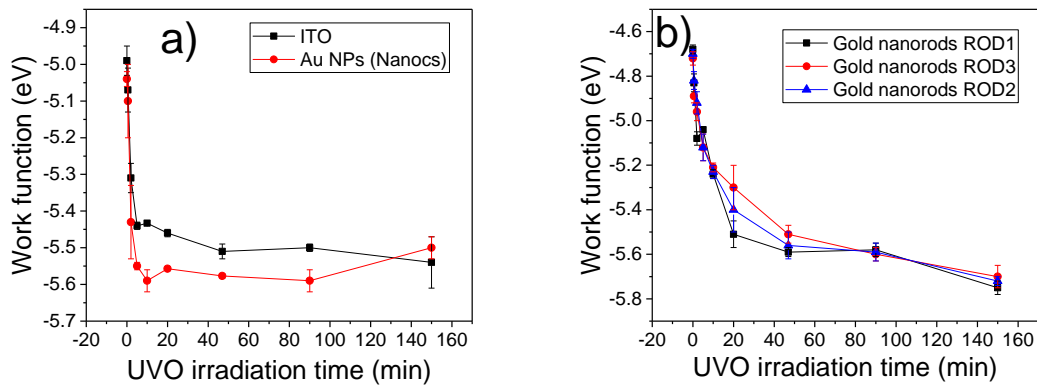 a)
ITO
Au NPs (Nanocs)
-4.9
-5.0
-5.1
-5.2
-5.3
-5.4
-5.5
-5.6
-5.7
Work function (eV)
-20 0 20 40 60 80 100 120 140 160
UVO irradiation time (min)
b)
Gold nanorods ROD1
Gold nanorods ROD3
Gold nanorods ROD2
-4.6
-4.8
-5.0
-5.2
-5.4
-5.6
-5.8
Work function (eV)
-20 0 20 40 60 80 100 120 140 160
UVO irradiation time (min)